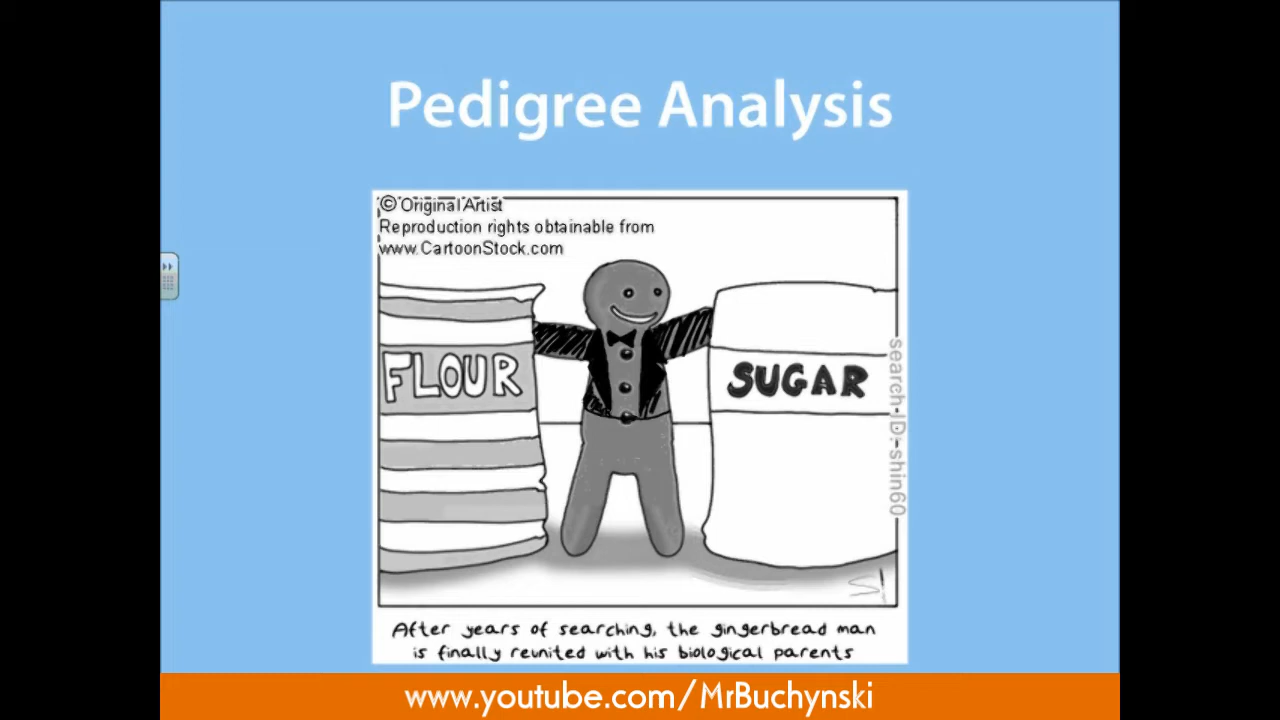 Pedigree Analysis
©Original Artist
Reproduction rights obtainable from
www.CartoonStock.com
FLOUR
SUGAR
search ID: shin60
After years of searching, the gingerbread man
is finally reunited with his biological parents
www.youtube.com/MrBuchynski